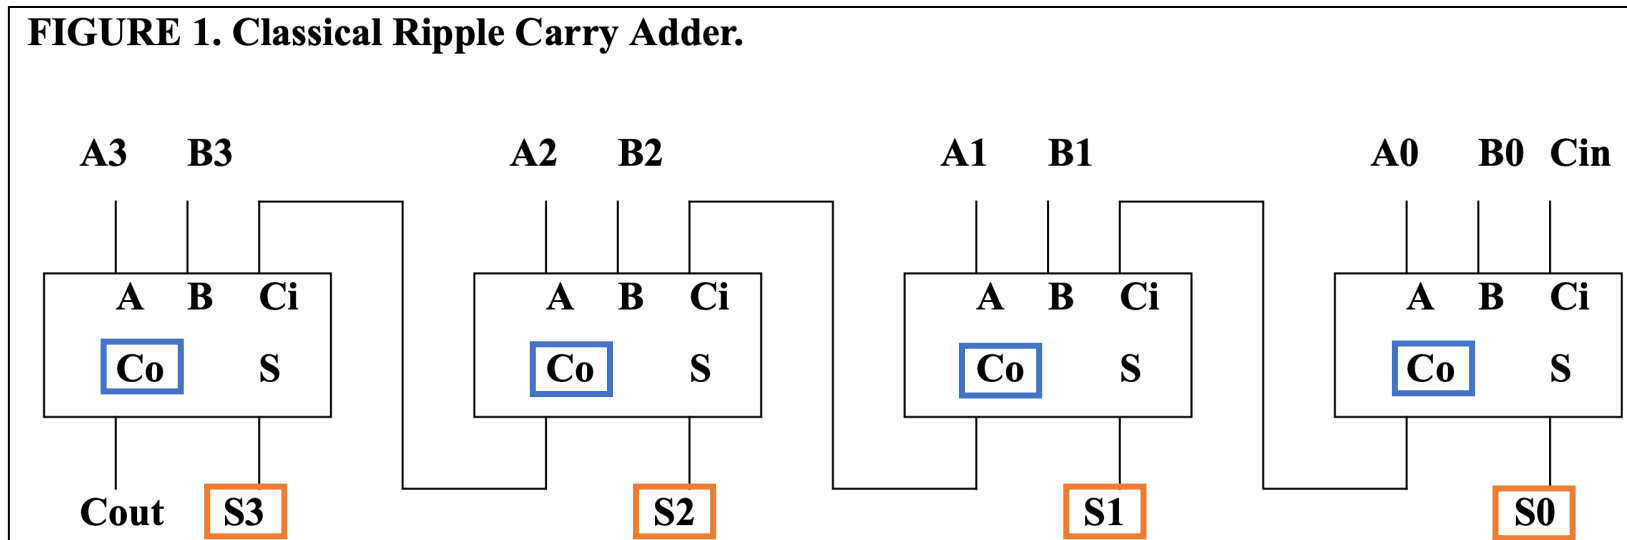 FIGURE 1. Classical Ripple Carry Adder.
A3 B3 A2 B2 A1 B1 A0 B0 Cin
A B Ci A B Ci A B Ci A B Ci
Co S Co S Co S Co S
Cout S3 S2 S1 S0